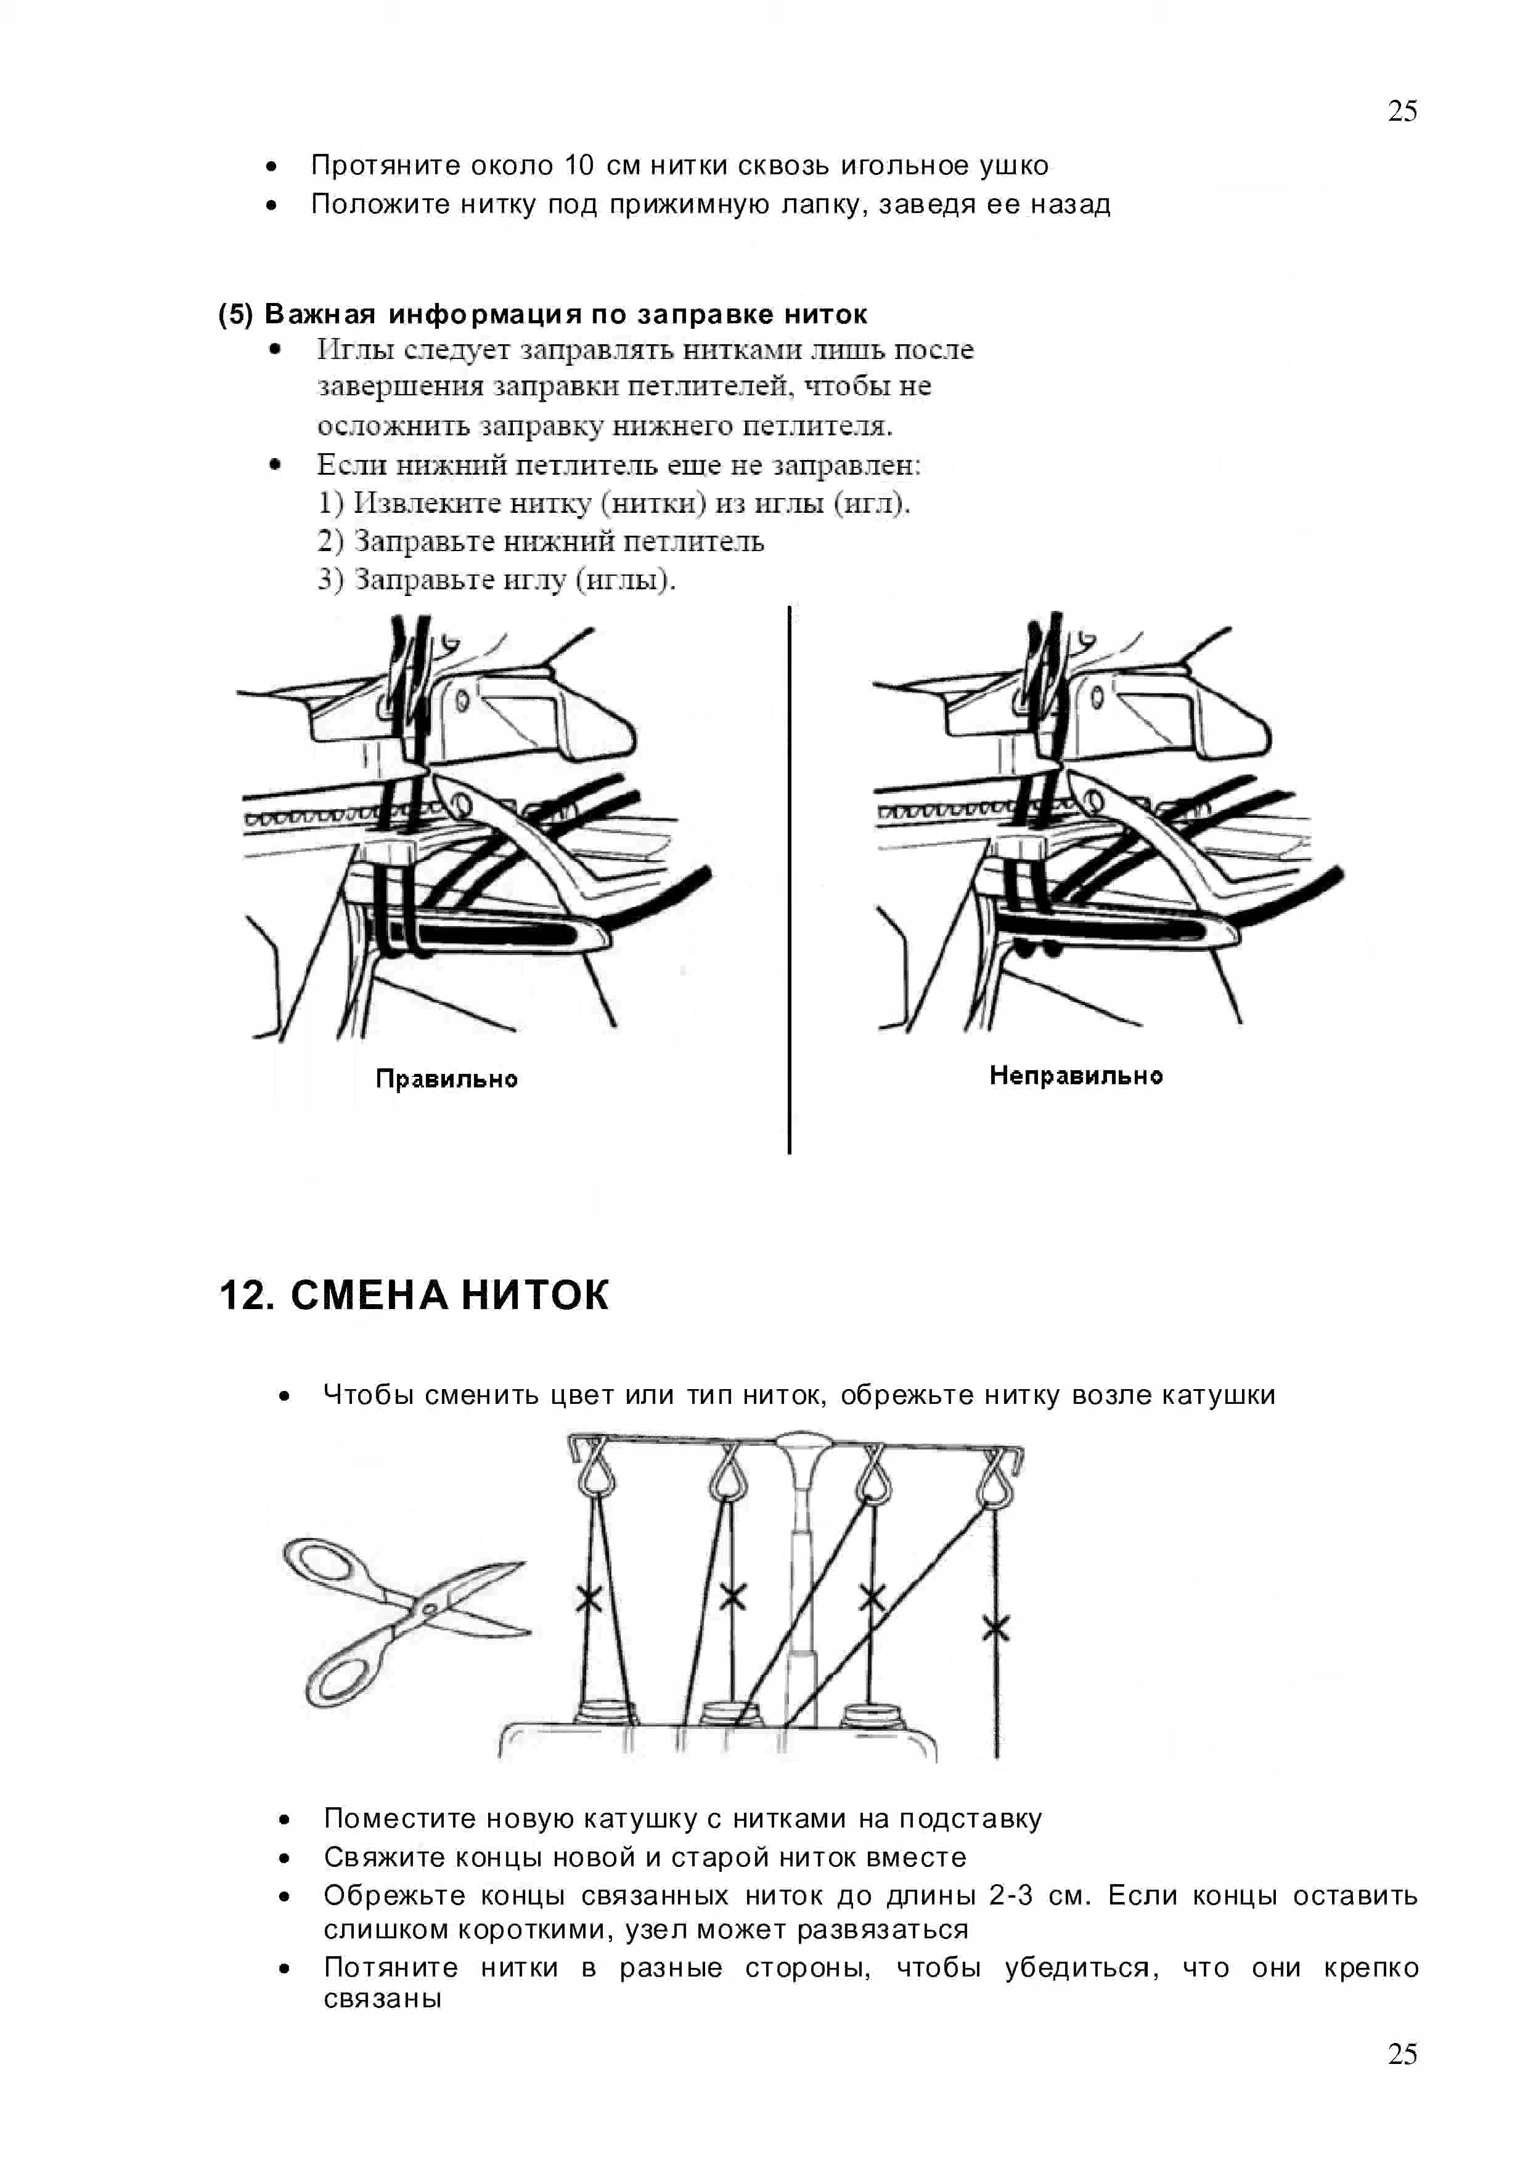 25
• Протяните около 10 см нитки сквозь игольное ушко
• Положите нитку под прижимную лапку, заведя ее назад
(5) Важная информация по заправке ниток
• Иглы следует заправлять нитками лишь после
завершения заправки петлителей, чтобы не
осложнить заправку нижнего петлителя.
• Если нижний петлитель еще не заправлен:
1) Извлеките нитку (нитки) из иглы (игл).
2) Заправьте нижний петлитель
3) Заправьте иглу (иглы).
Правильно
Неправильно
12. СМЕНА НИТОК
• Чтобы сменить цвет или тип ниток, обрежьте нитку возле катушки
• Поместите новую катушку с нитками на подставку
• Свяжите концы новой и старой ниток вместе
• Обрежьте концы связанных ниток до длины 2-3 см. Если концы оставить
слишком короткими, узел может развязаться
• Потяните нитки в разные стороны, чтобы убедиться, что они крепко
связаны
25